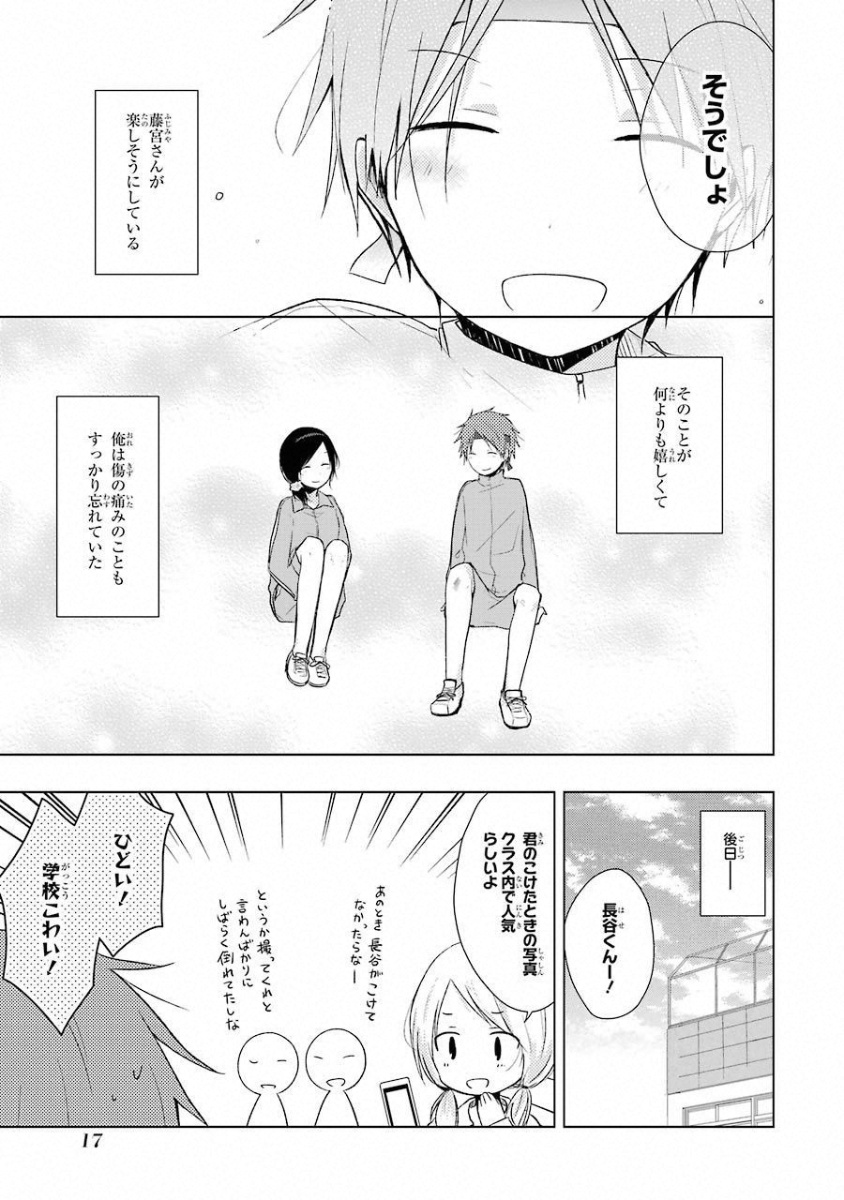 そうでしょ
藤宮さんが
楽しそうにしている
そのことが
何よりも嬉しくて
俺は傷の痛みのことも
すっかり忘れていた
後日──
長谷くんー!
君のこけたときの写真
クラス内で人気
らしいよ
あのとき 長谷がこけて
なかったらなー
というか撮ってくれと
言わんばかりに
しばらく倒れてたしな
ひどい!
学校こわい!
17